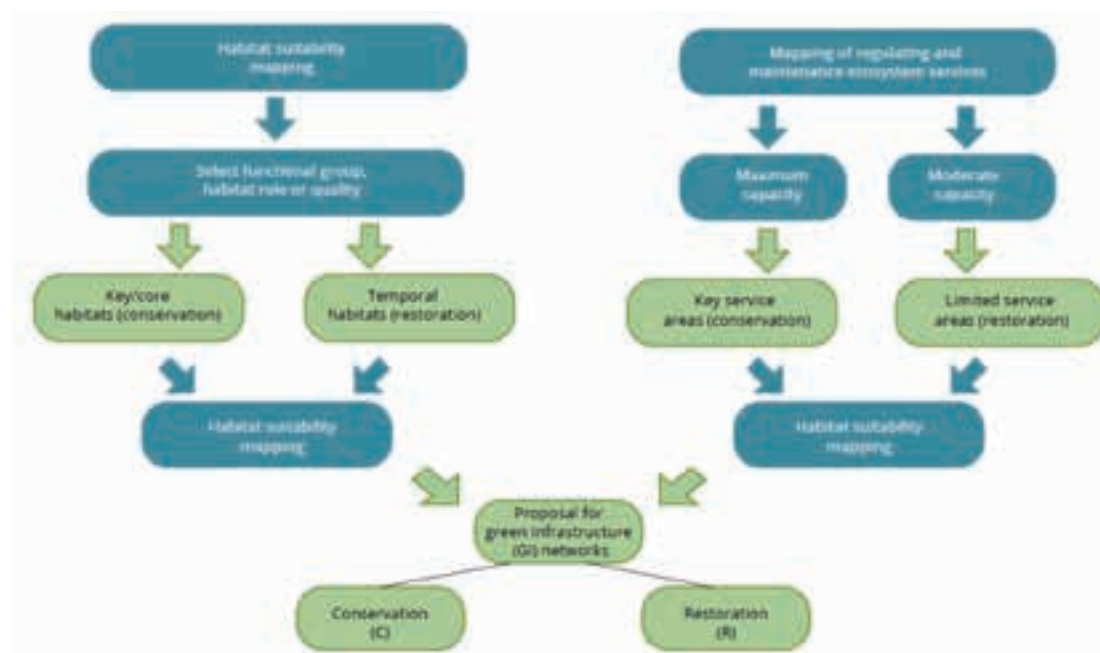 Habitat suitability
mapping
Mapping of regulating and
maintenance ecosystem services
Select functional group,
habitat role or quality
Maximum
capacity
Moderate
capacity
Key/core
habitats (conservation)
Temporal
habitats (restoration)
Key service
areas (conservation)
Limited service
areas (restoration)
Habitat suitability
mapping
Habitat suitability
mapping
Proposal for
green infrastructure
(GI) networks
Conservation
(C)
Restoration
(R)